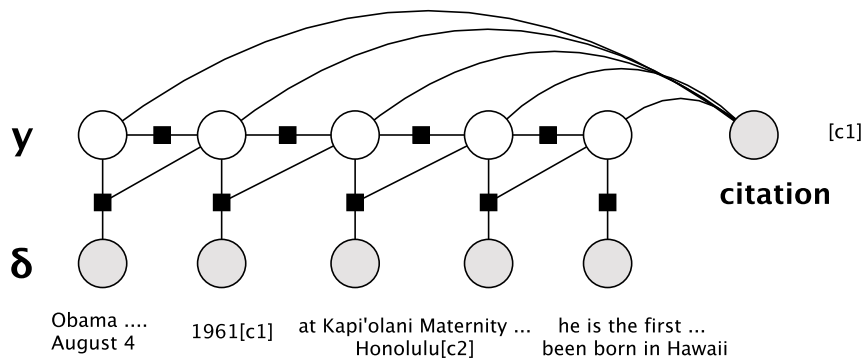 y
[c1]
citation
δ
Obama ....
August 4
1961[c1]
at Kapi'olani Maternity ...
Honolulu[c2]
he is the first ...
been born in Hawaii